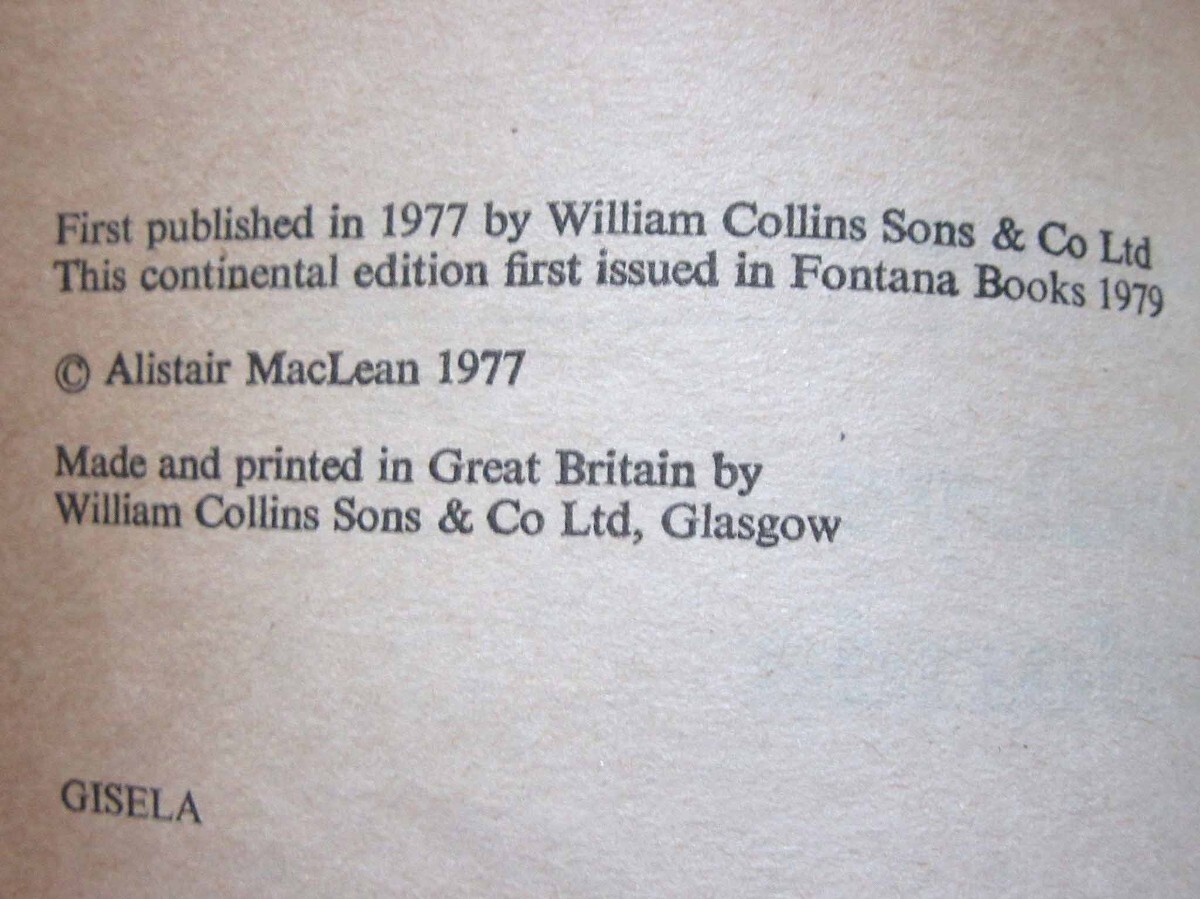 First published in 1977 by William Collins Sons & Co Ltd
This continental edition first issued in Fontana Books 1979
© Alistair MacLean 1977
Made and printed in Great Britain by
William Collins Sons & Co Ltd, Glasgow
GISELA